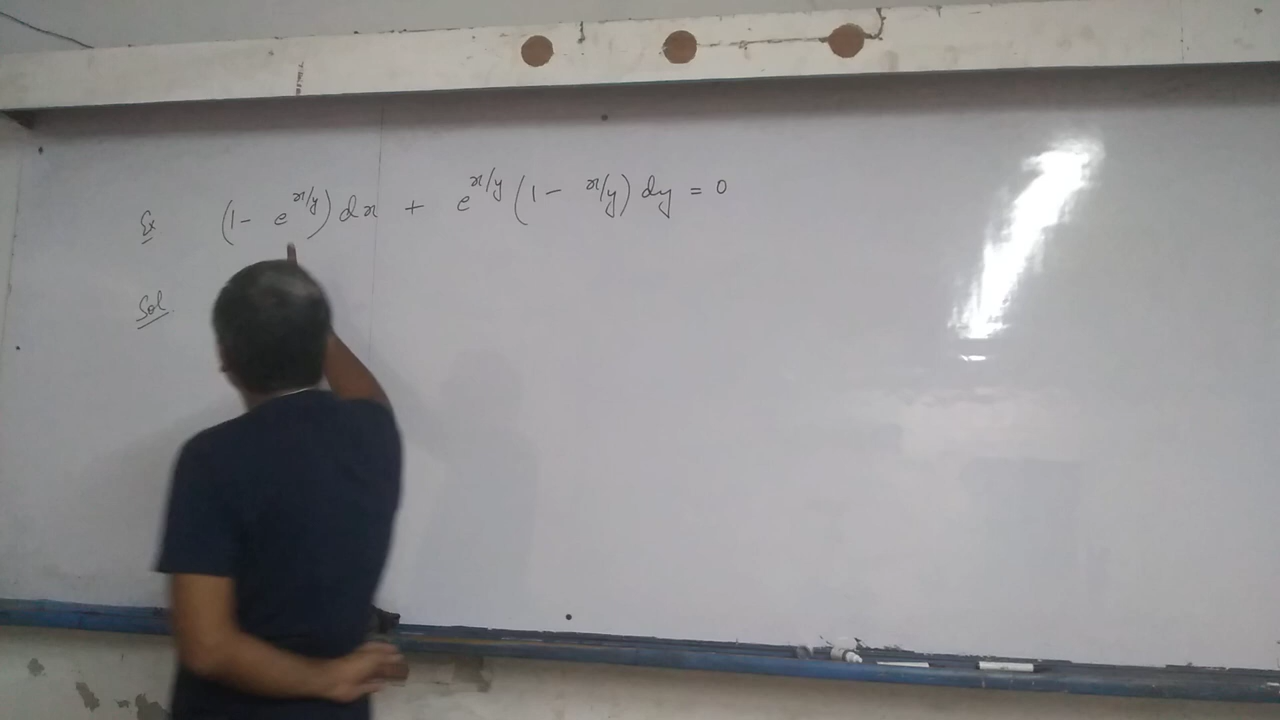 Ex (1 - e^{x/y}) dx + e^{x/y} (1 - x/y) dy = 0
Sol.